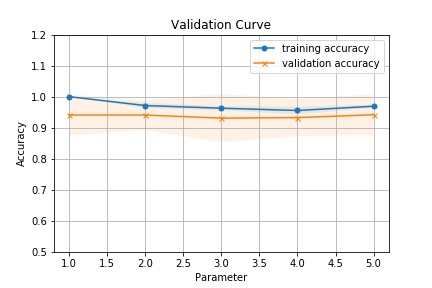 Validation Curve
1.2
1.1
1.0
0.9
0.8
0.7
0.6
0.5
Accuracy
training accuracy
validation accuracy
1.0 1.5 2.0 2.5 3.0 3.5 4.0 4.5 5.0
Parameter